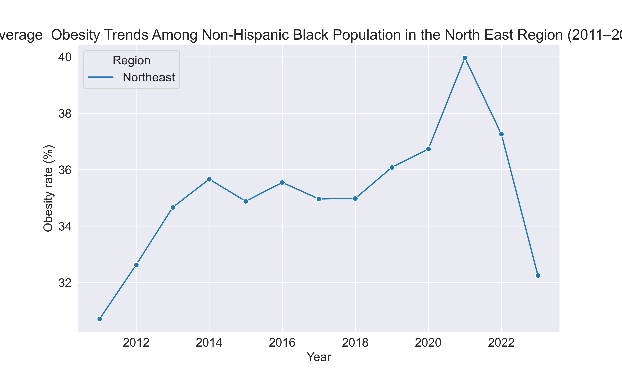 verage  Obesity Trends Among Non-Hispanic Black Population in the North East Region (2011–20
Region
Northeast
Obesity rate (%)
40
38
36
34
32
2012 2014 2016 2018 2020 2022
Year